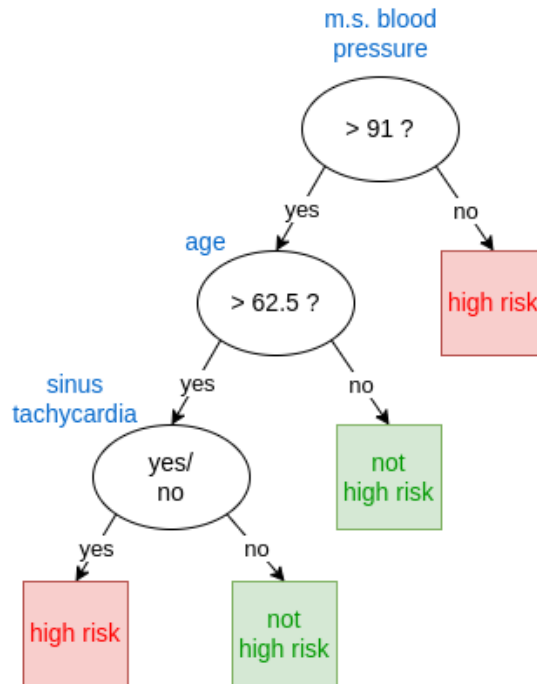 m.s. blood
pressure
> 91 ?
yes
no
age
> 62.5 ?
high risk
sinus
tachycardia
yes
no
yes/
no
not
high risk
yes
no
high risk
not
high risk